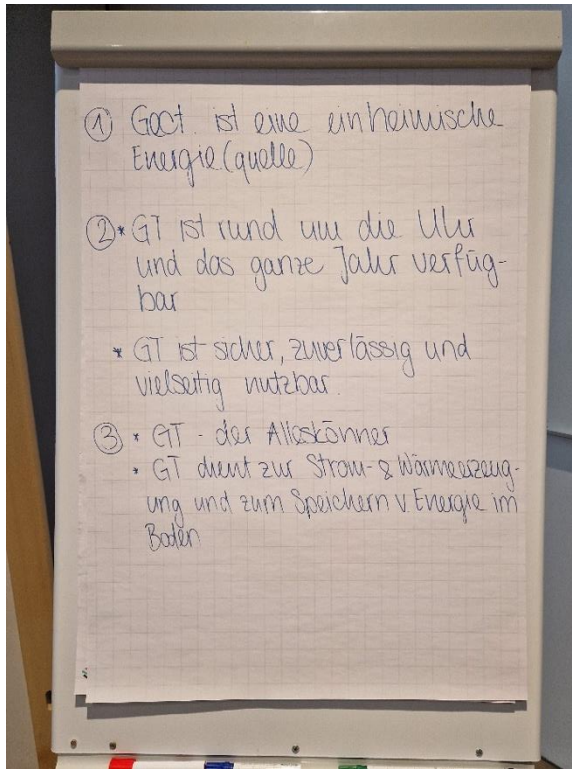 ① Geot. ist eine einheimische
Energie(quelle)
② * GT ist rund um die Uhr
und das ganze Jahr verfüg-
bar
* GT ist sicher, zuverlässig und
vielseitig nutzbar.
③ * GT - der Alleskönner
* GT dient zur Strom- & Wärmeerzeug-
ung und zum Speichern v. Energie im
Boden